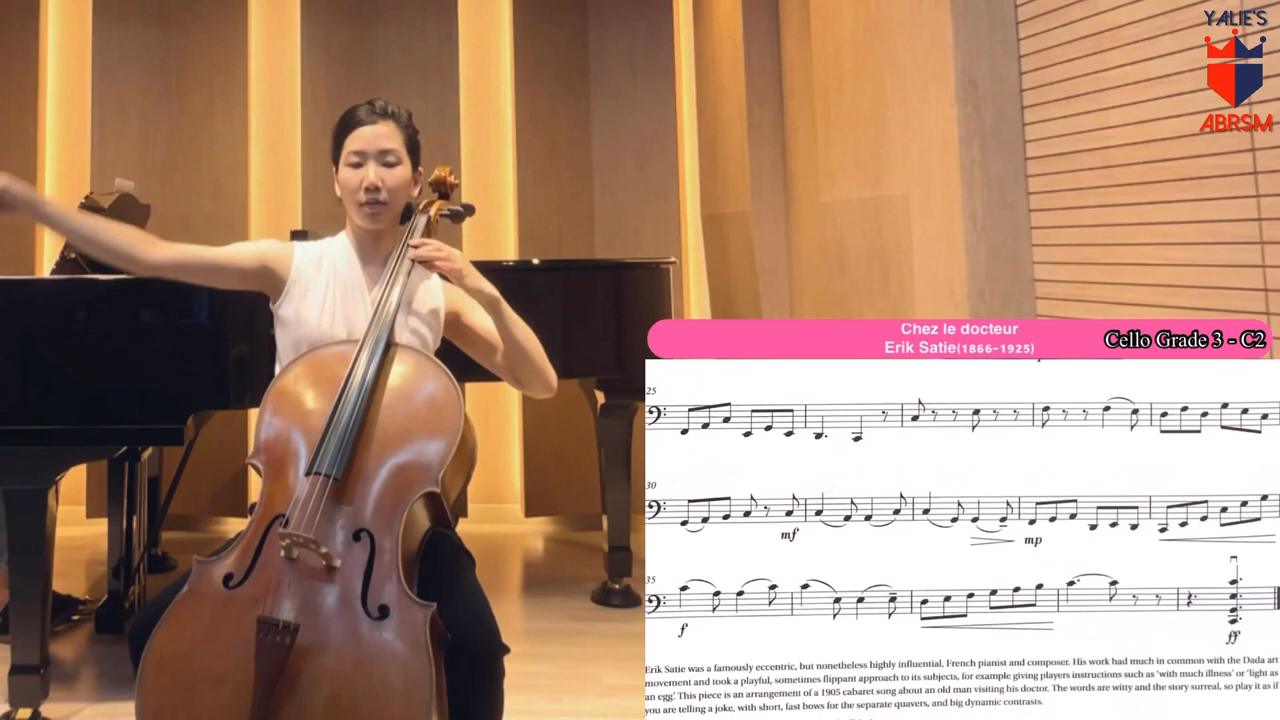 YALIE'S
ABRSM
Chez le docteur
Erik Satie(1866-1925)
Cello Grade 3 - C2
25
30
mf
mp
35
f
ff
Erik Satie was a famously eccentric, but nonetheless highly influential, French pianist and composer. His work had much in common with the Dada art
movement and took a playful, sometimes flippant approach to its subjects, for example giving players instructions such as 'with much illness' or 'light as
an egg'. This piece is an arrangement of a 1905 cabaret song about an old man visiting his doctor. The words are witty and the story surreal, so play it as if
you are telling a joke, with short, fast bows for the separate quavers, and big dynamic contrasts.